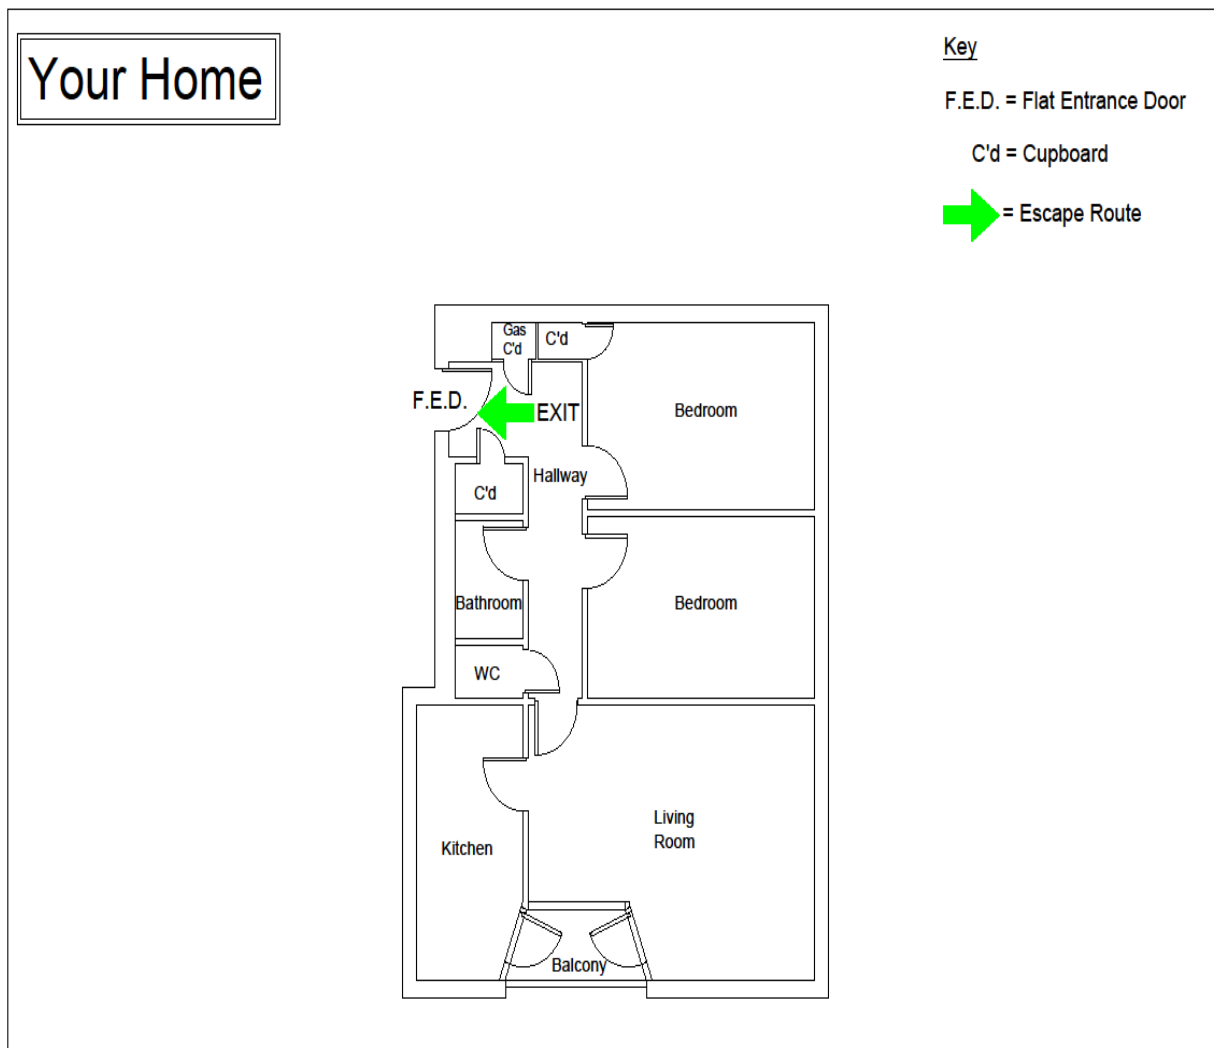 Your Home
Key
F.E.D. = Flat Entrance Door
C'd = Cupboard
= Escape Route
Gas
C'd
C'd
F.E.D.
EXIT
Bedroom
Hallway
C'd
Bathroom
Bedroom
WC
Living
Room
Kitchen
Balcony